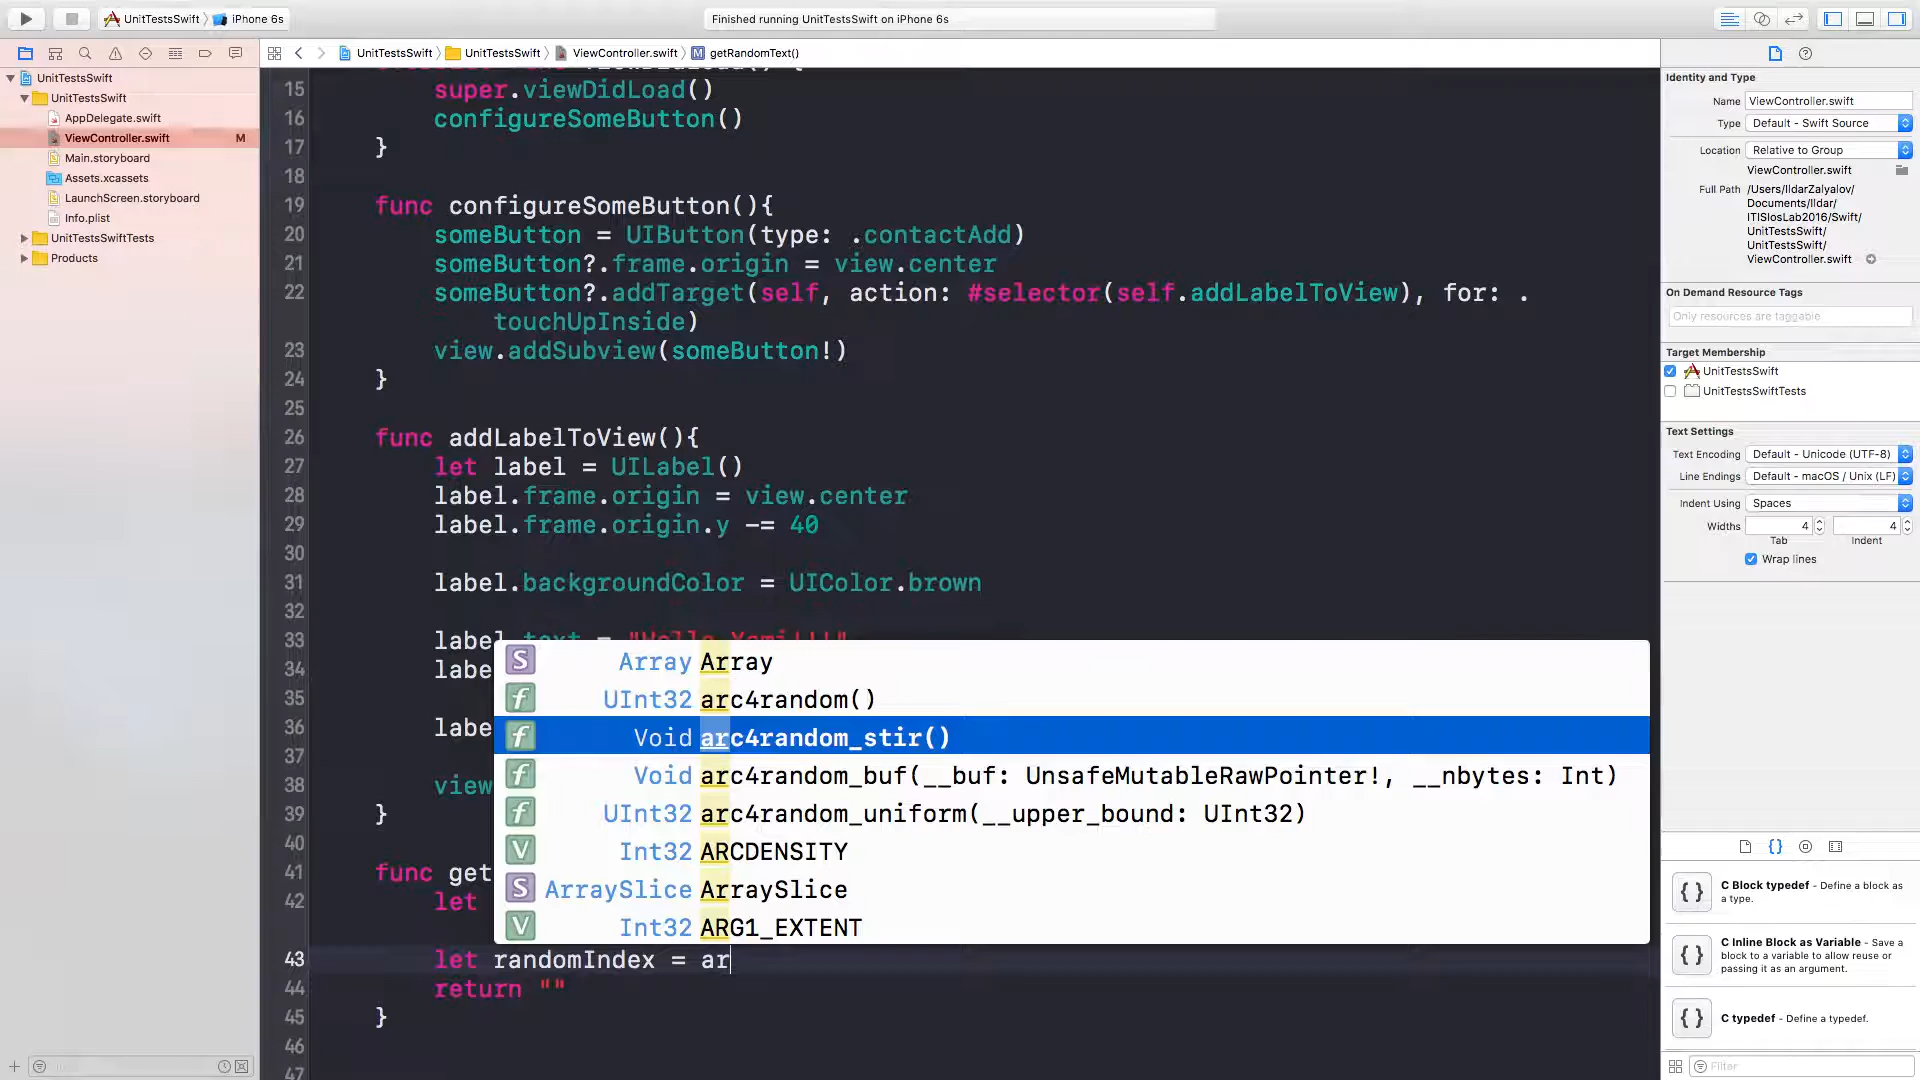 UnitTestsSwift
iPhone 6s
Finished running UnitTestsSwift on iPhone 6s
UnitTestsSwift
UnitTestsSwift
ViewController.swift
M getRandomText()
UnitTestsSwift
UnitTestsSwift
AppDelegate.swift
ViewController.swift M
Main.storyboard
Assets.xcassets
LaunchScreen.storyboard
Info.plist
UnitTestsSwiftTests
Products
15 super.viewDidLoad()
16 configureSomeButton()
17 }
18
19 func configureSomeButton(){
20 someButton = UIButton(type: .contactAdd)
21 someButton?.frame.origin = view.center
22 someButton?.addTarget(self, action: #selector(self.addLabelToView), for: .
touchUpInside)
23 view.addSubview(someButton!)
24 }
25
26 func addLabelToView(){
27 let label = UILabel()
28 label.frame.origin = view.center
29 label.frame.origin.y -= 40
30
31 label.backgroundColor = UIColor.brown
32
33 label.text =
34 labe
35
36 labe
37
38 view
39 }
40
41 func get
42 let
43 let randomIndex = ar
44 return ""
45 }
46
47
S Array Array
f UInt32 arc4random()
f Void arc4random_stir()
f Void arc4random_buf(__buf: UnsafeMutableRawPointer!, __nbytes: Int)
f UInt32 arc4random_uniform(__upper_bound: UInt32)
V Int32 ARCDENSITY
S ArraySlice ArraySlice
V Int32 ARG1_EXTENT
Identity and Type
Name ViewController.swift
Type Default - Swift Source
Location Relative to Group
ViewController.swift
Full Path /Users/IldarZalyalov/
Documents/Ildar/
ITISIosLab2016/Swift/
UnitTestsSwift/
UnitTestsSwift/
ViewController.swift
On Demand Resource Tags
Only resources are taggable
Target Membership
UnitTestsSwift
UnitTestsSwiftTests
Text Settings
Text Encoding Default - Unicode (UTF-8)
Line Endings Default - macOS / Unix (LF)
Indent Using Spaces
Widths 4 4
Tab Indent
Wrap lines
{ } C Block typedef - Define a block as
a type.
{ } C Inline Block as Variable - Save a
block to a variable to allow reuse or
passing it as an argument.
{ } C typedef - Define a typedef.
Filter